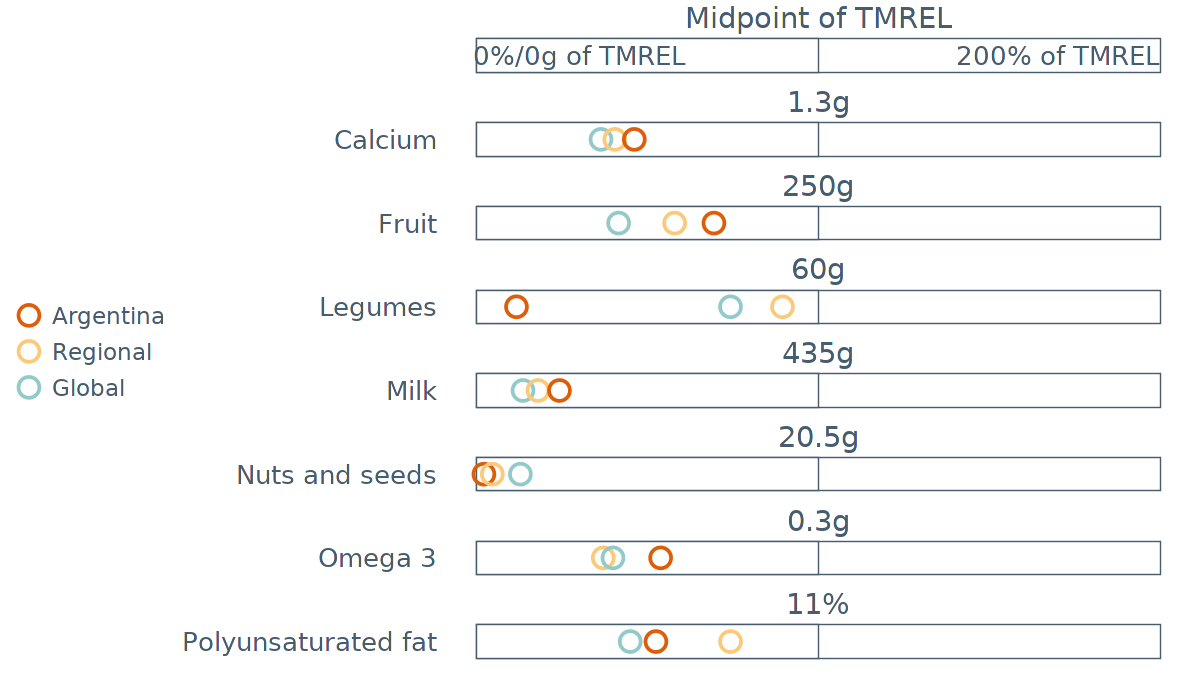 Midpoint of TMREL
0%/0g of TMREL
200% of TMREL
1.3g
Calcium
250g
Fruit
60g
Legumes
435g
Milk
20.5g
Nuts and seeds
0.3g
Omega 3
11%
Polyunsaturated fat
Argentina
Regional
Global